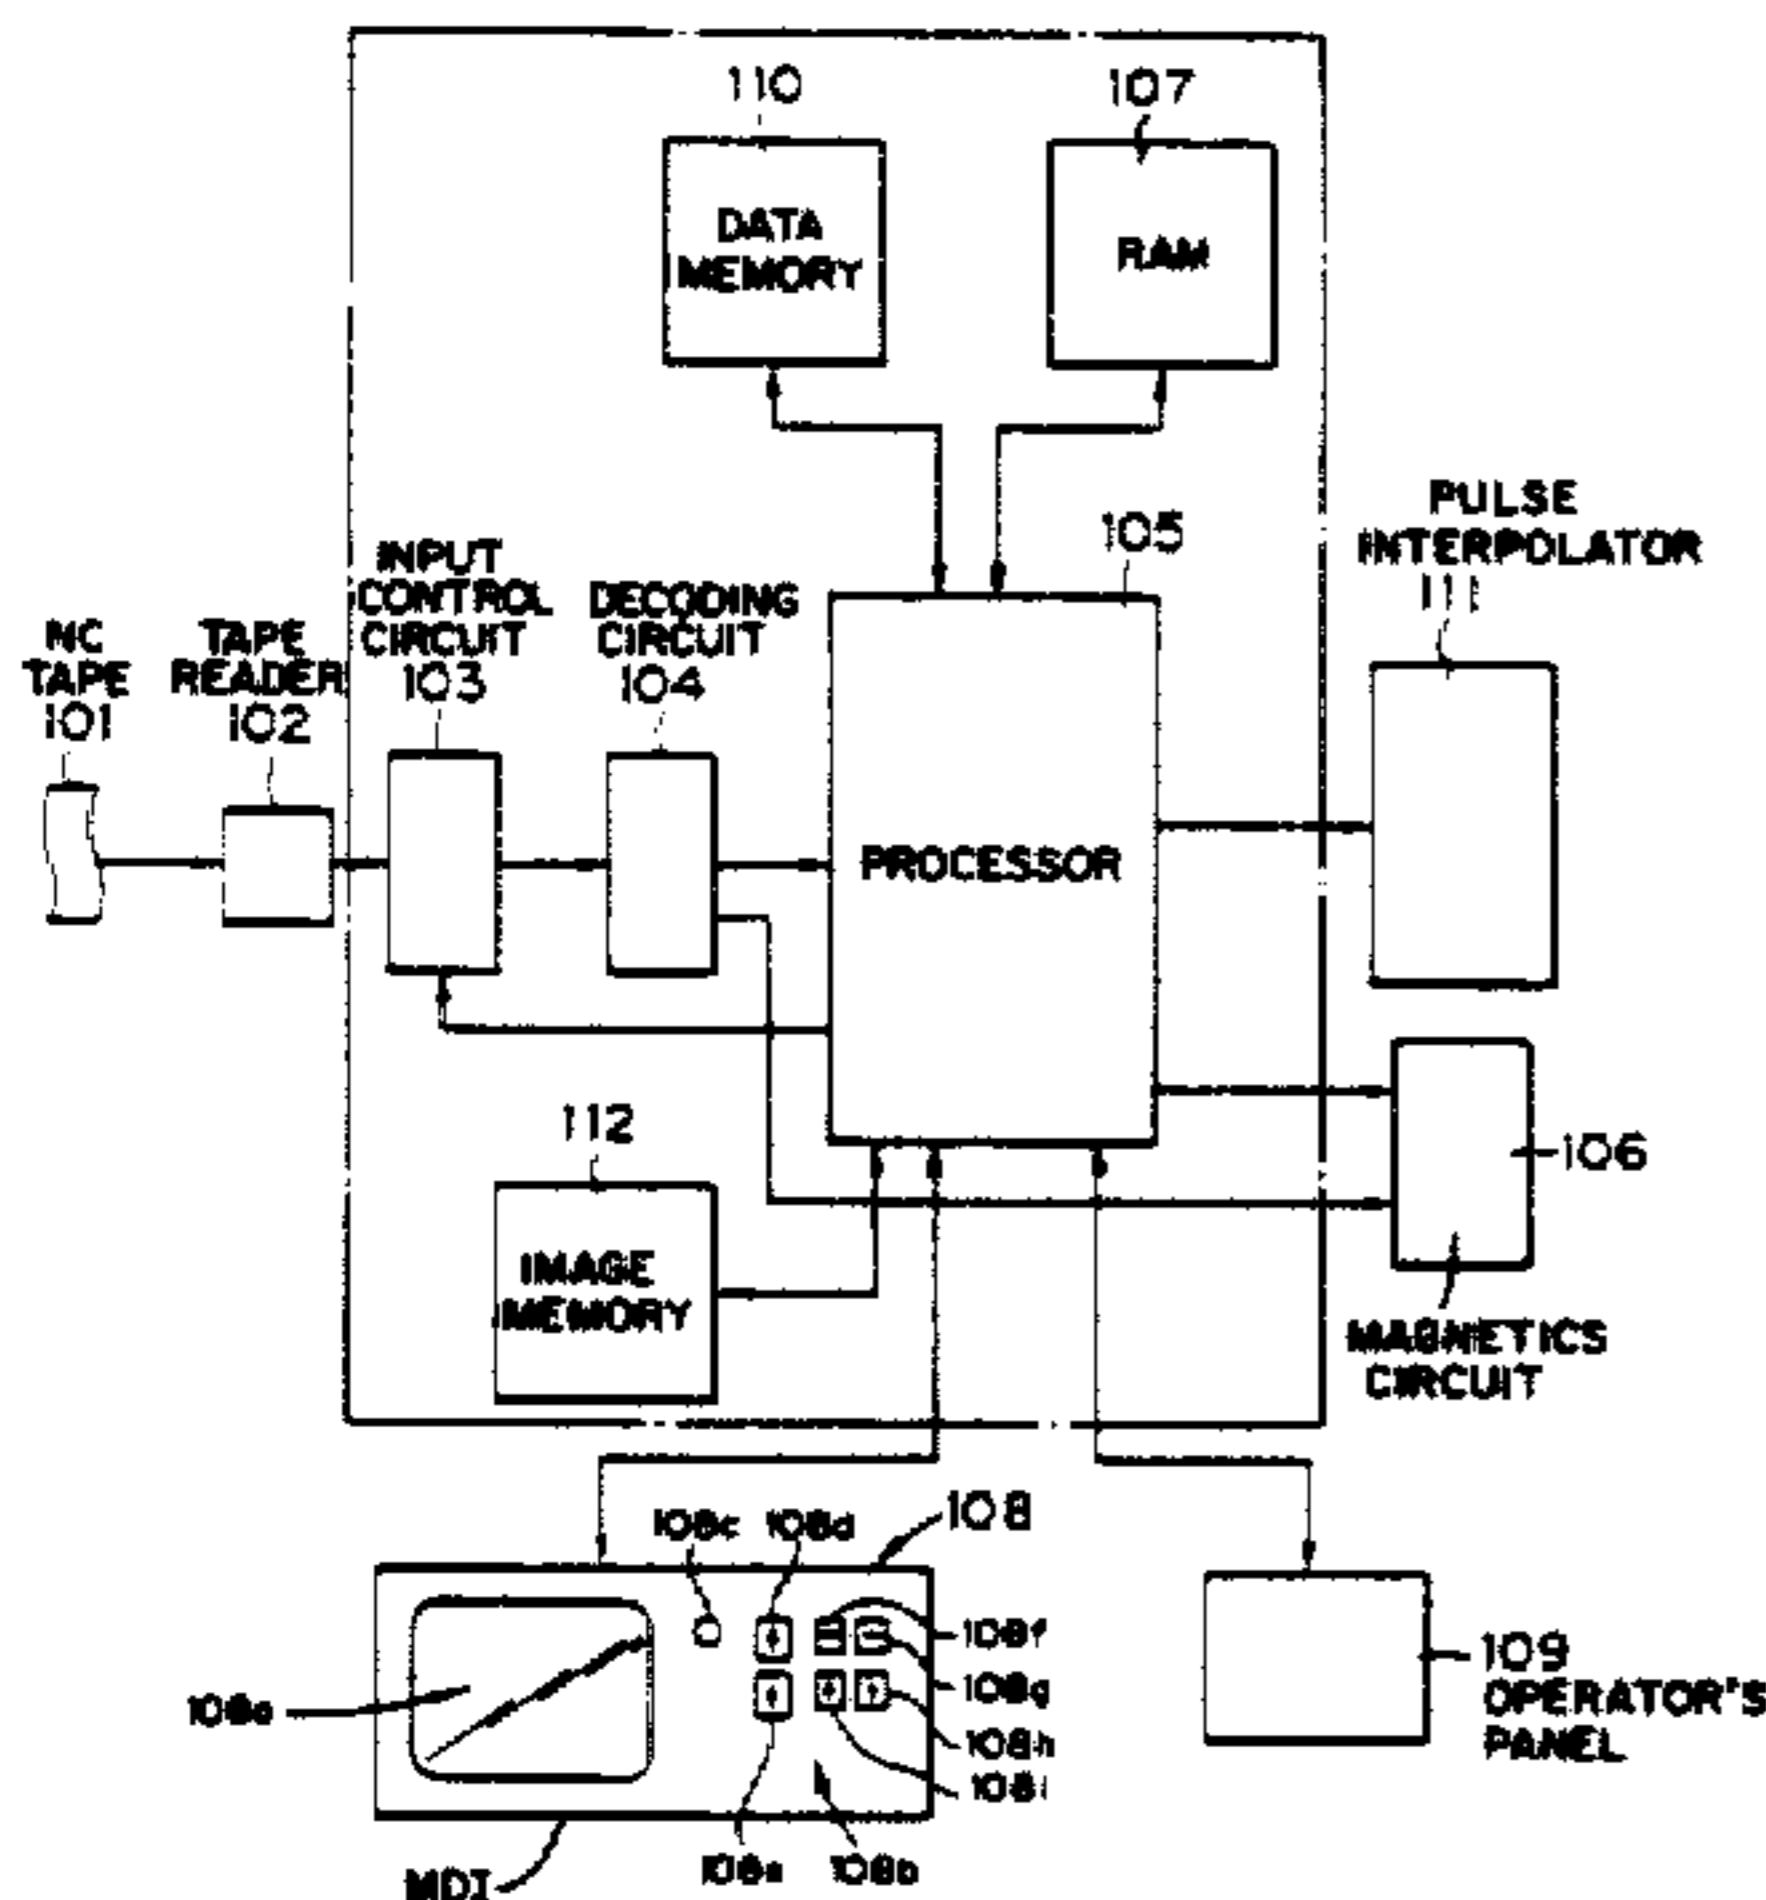 110
107
DATA
MEMORY
RAM
PULSE
INTERPOLATOR
111
105
INPUT
CONTROL
CIRCUIT
103
DECODING
CIRCUIT
104
NC
TAPE
101
TAPE
READER
102
PROCESSOR
112
106
IMAGE
MEMORY
MAGNETICS
CIRCUIT
108c
108d
108
108f
108g
108h
108i
108a
109
OPERATOR'S
PANEL
108e
108b
MDI